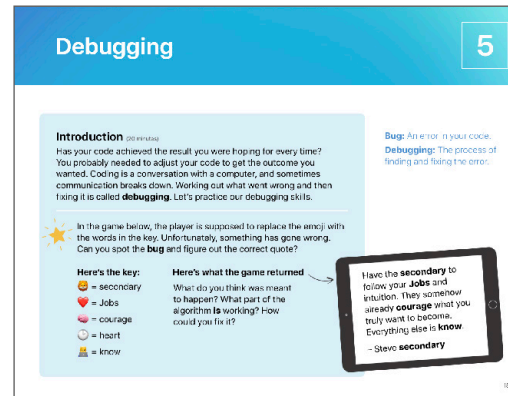 Debugging
5
Introduction (20 minutes)
Has your code achieved the result you were hoping for every time?
You probably needed to adjust your code to get the outcome you
wanted. Coding is a conversation with a computer, and sometimes
communication breaks down. Working out what went wrong and then
fixing it is called debugging. Let's practice our debugging skills.
In the game below, the player is supposed to replace the emoji with
the words in the key. Unfortunately, something has gone wrong.
Can you spot the bug and figure out the correct quote?
Here's the key:
= secondary
= Jobs
= courage
= heart
= know
Here's what the game returned
What do you think was meant
to happen? What part of the
algorithm is working? How
could you fix it?
Have the secondary to
follow your Jobs and
intuition. They somehow
already courage what you
truly want to become.
Everything else is know.
– Steve secondary
Bug: An error in your code.
Debugging: The process of
finding and fixing the error.